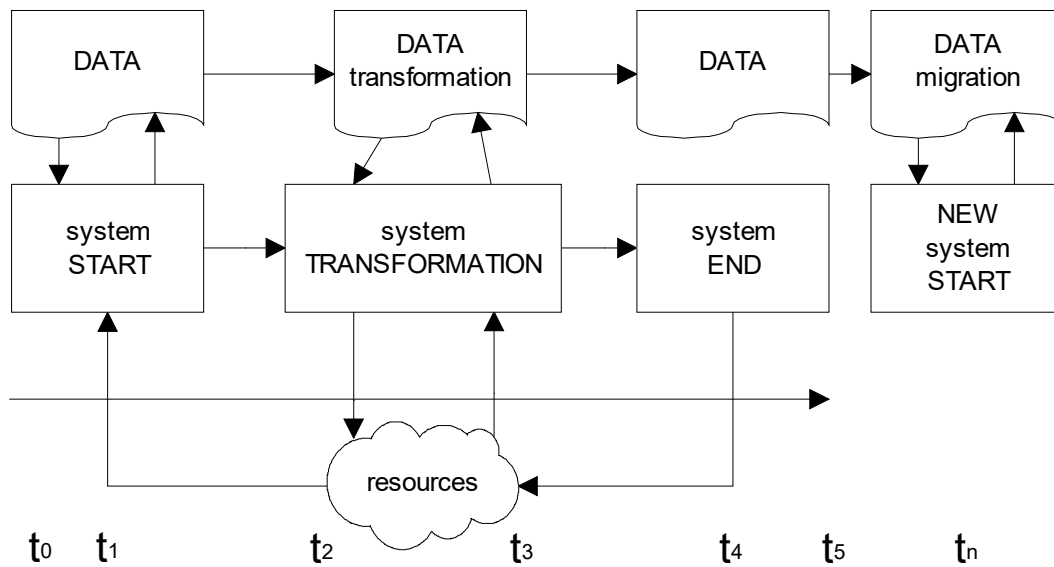 DATA
DATA
transformation
DATA
DATA
migration
system
START
system
TRANSFORMATION
system
END
NEW
system
START
resources
t0
t1
t2
t3
t4
t5
tn